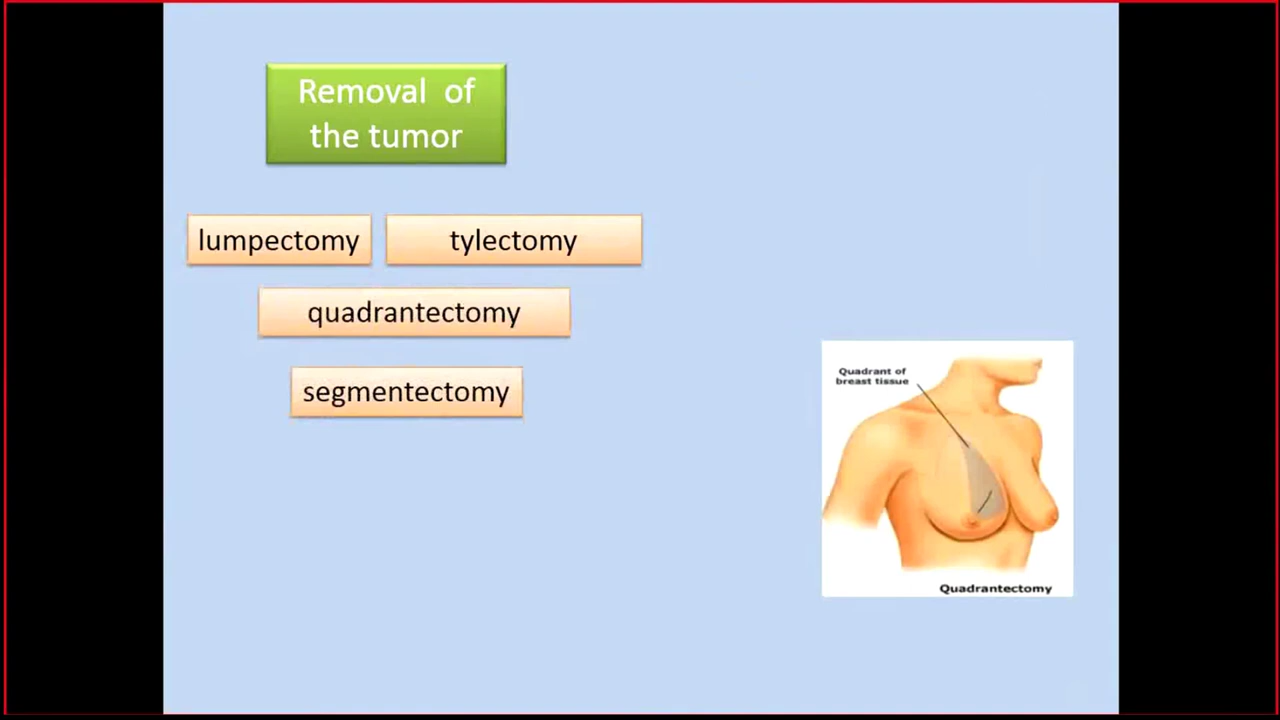 Removal of
the tumor
lumpectomy
tylectomy
quadrantectomy
segmentectomy
Quadrant of
breast tissue
Quadrantectomy